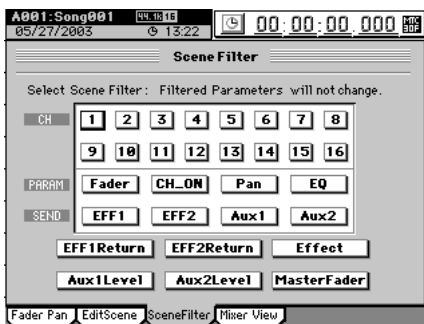 A001:Song001 44.1K16 00:00:00.000 MTC 30F
05/27/2003 13:22
Scene Filter
Select Scene Filter: Filtered Parameters will not change.
CH 1 2 3 4 5 6 7 8
9 10 11 12 13 14 15 16
PARAM Fader CH_ON Pan EQ
SEND EFF1 EFF2 Aux1 Aux2
EFF1Return EFF2Return Effect
Aux1Level Aux2Level MasterFader
Fader Pan EditScene SceneFilter Mixer View